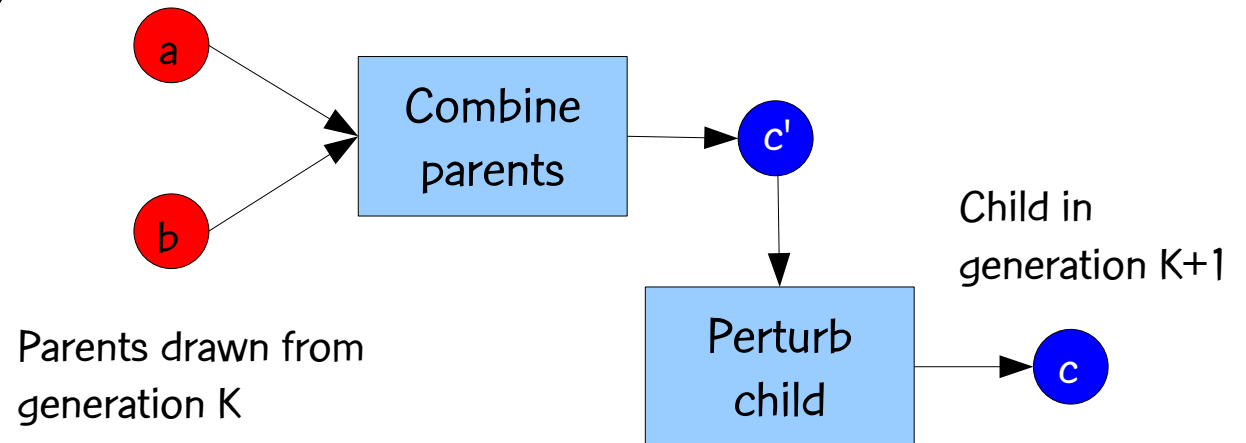 a
Combine
parents
c'
b
Child in
generation K+1
Parents drawn from
generation K
Perturb
child
c